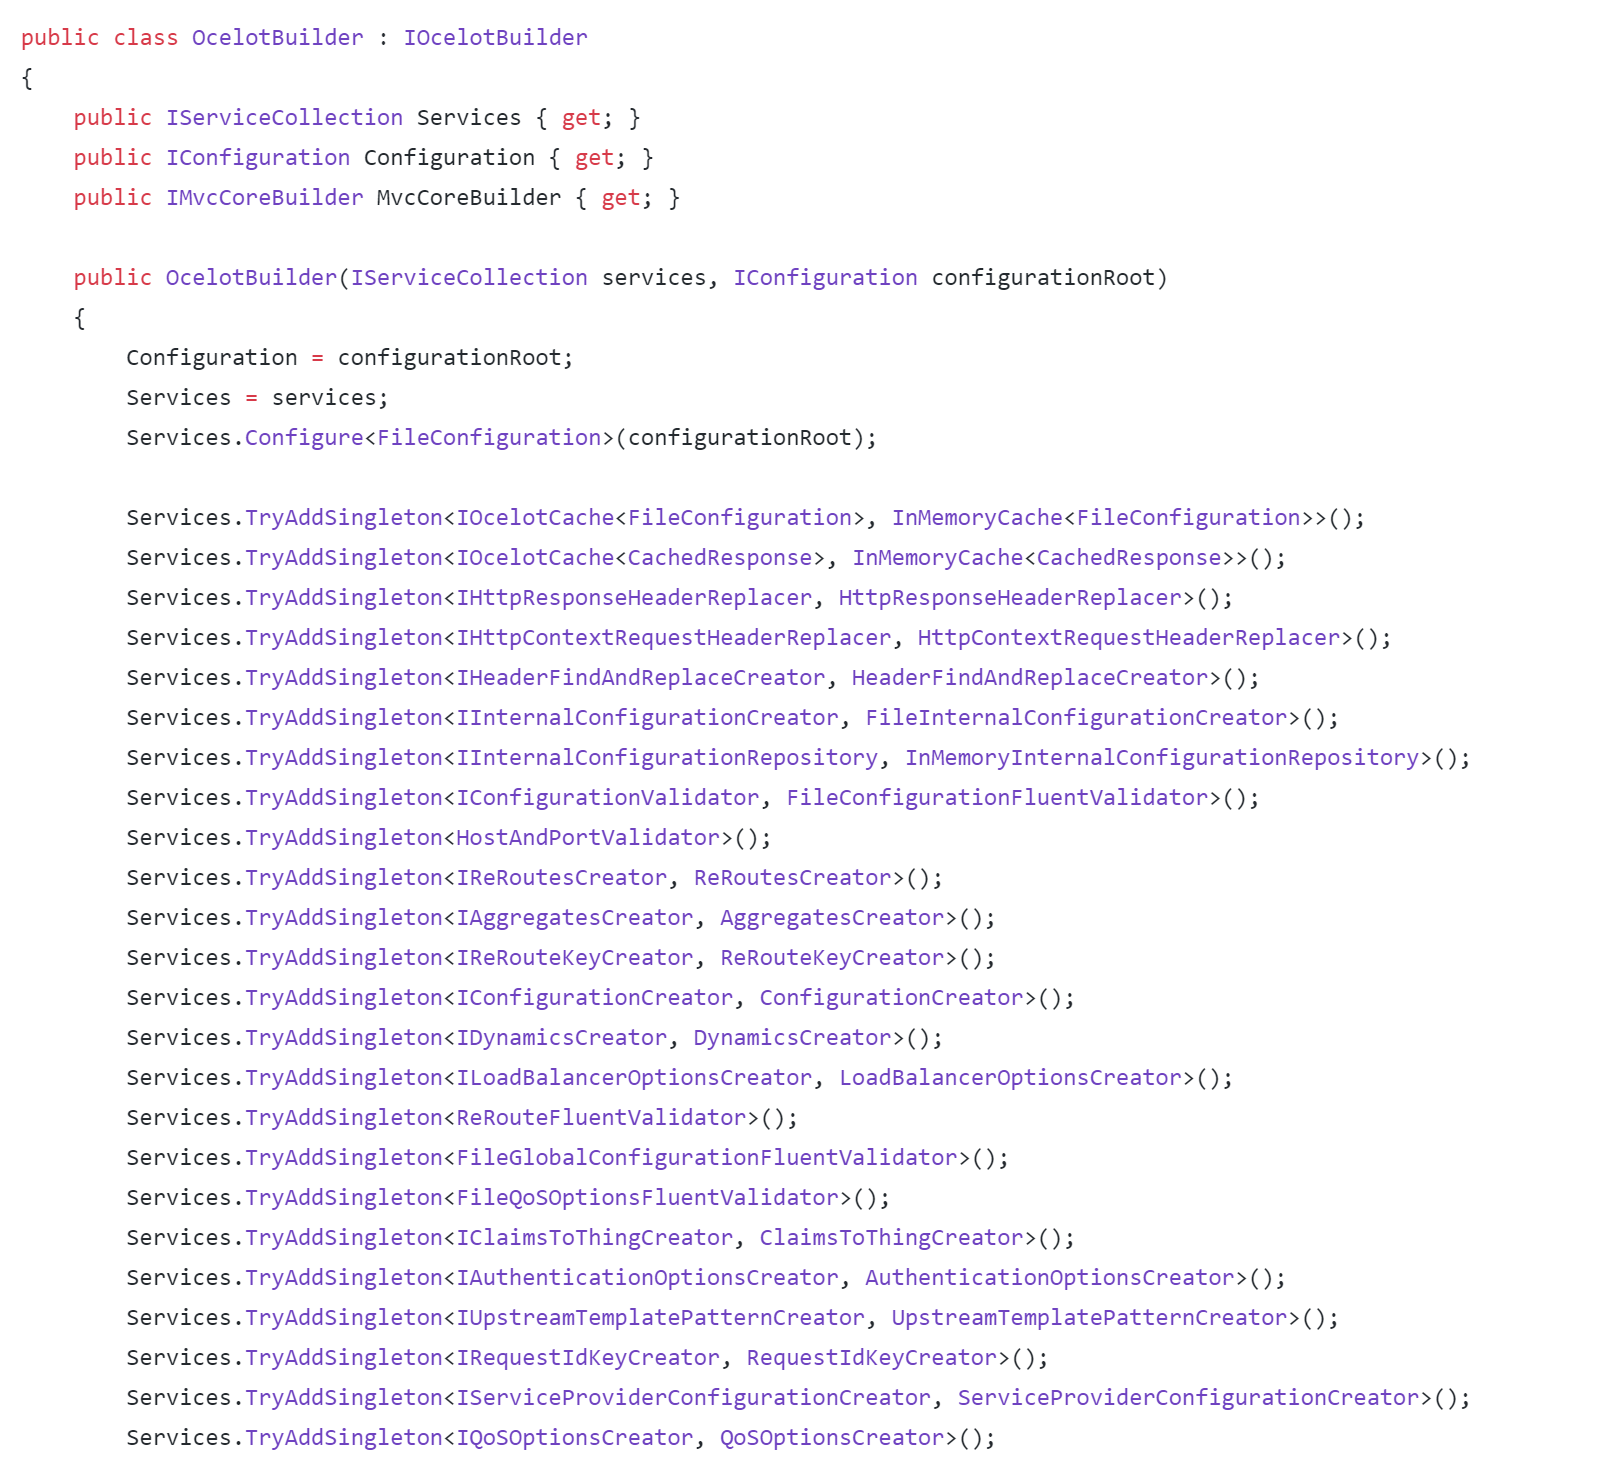 public class OcelotBuilder : IOcelotBuilder
{
    public IServiceCollection Services { get; }
    public IConfiguration Configuration { get; }
    public IMvcCoreBuilder MvcCoreBuilder { get; }

    public OcelotBuilder(IServiceCollection services, IConfiguration configurationRoot)
    {
        Configuration = configurationRoot;
        Services = services;
        Services.Configure<FileConfiguration>(configurationRoot);

        Services.TryAddSingleton<IOcelotCache<FileConfiguration>, InMemoryCache<FileConfiguration>>();
        Services.TryAddSingleton<IOcelotCache<CachedResponse>, InMemoryCache<CachedResponse>>();
        Services.TryAddSingleton<IHttpResponseHeaderReplacer, HttpResponseHeaderReplacer>();
        Services.TryAddSingleton<IHttpContextRequestHeaderReplacer, HttpContextRequestHeaderReplacer>();
        Services.TryAddSingleton<IHeaderFindAndReplaceCreator, HeaderFindAndReplaceCreator>();
        Services.TryAddSingleton<IInternalConfigurationCreator, FileInternalConfigurationCreator>();
        Services.TryAddSingleton<IInternalConfigurationRepository, InMemoryInternalConfigurationRepository>();
        Services.TryAddSingleton<IConfigurationValidator, FileConfigurationFluentValidator>();
        Services.TryAddSingleton<HostAndPortValidator>();
        Services.TryAddSingleton<IReRoutesCreator, ReRoutesCreator>();
        Services.TryAddSingleton<IAggregatesCreator, AggregatesCreator>();
        Services.TryAddSingleton<IReRouteKeyCreator, ReRouteKeyCreator>();
        Services.TryAddSingleton<IConfigurationCreator, ConfigurationCreator>();
        Services.TryAddSingleton<IDynamicsCreator, DynamicsCreator>();
        Services.TryAddSingleton<ILoadBalancerOptionsCreator, LoadBalancerOptionsCreator>();
        Services.TryAddSingleton<ReRouteFluentValidator>();
        Services.TryAddSingleton<FileGlobalConfigurationFluentValidator>();
        Services.TryAddSingleton<FileQoSOptionsFluentValidator>();
        Services.TryAddSingleton<IClaimsToThingCreator, ClaimsToThingCreator>();
        Services.TryAddSingleton<IAuthenticationOptionsCreator, AuthenticationOptionsCreator>();
        Services.TryAddSingleton<IUpstreamTemplatePatternCreator, UpstreamTemplatePatternCreator>();
        Services.TryAddSingleton<IRequestIdKeyCreator, RequestIdKeyCreator>();
        Services.TryAddSingleton<IServiceProviderConfigurationCreator, ServiceProviderConfigurationCreator>();
        Services.TryAddSingleton<IQoSOptionsCreator, QoSOptionsCreator>();